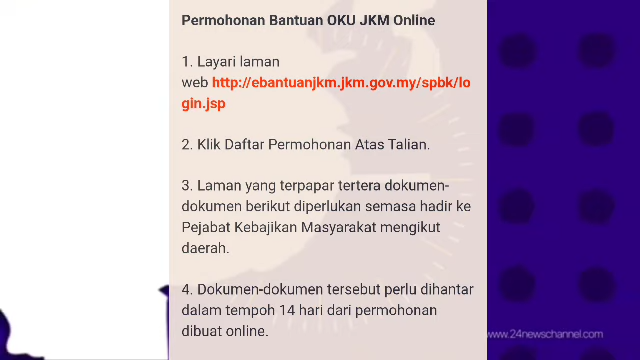 Permohonan Bantuan OKU JKM Online
1. Layari laman
web http://ebantuanjkm.jkm.gov.my/spbk/lo
gin.jsp
2. Klik Daftar Permohonan Atas Talian.
3. Laman yang terpapar tertera dokumen-
dokumen berikut diperlukan semasa hadir ke
Pejabat Kebajikan Masyarakat mengikut
daerah.
4. Dokumen-dokumen tersebut perlu dihantar
dalam tempoh 14 hari dari permohonan
dibuat online.
www.24newschannel.com